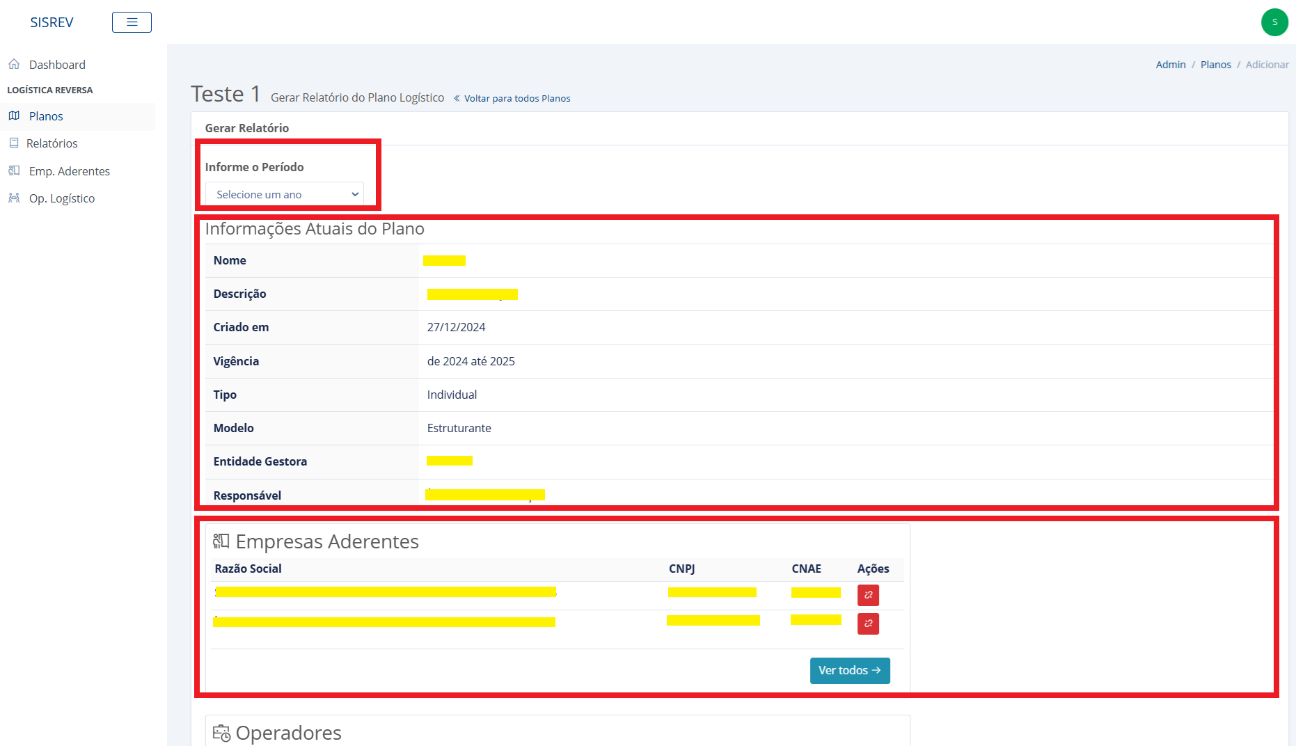 SISREV
S
Dashboard
LOGÍSTICA REVERSA
Planos
Relatórios
Emp. Aderentes
Op. Logístico
Admin / Planos / Adicionar
Teste 1 Gerar Relatório do Plano Logístico « Voltar para todos Planos
Gerar Relatório
Informe o Período
Selecione um ano
Informações Atuais do Plano
Nome
Descrição
Criado em 27/12/2024
Vigência de 2024 até 2025
Tipo Individual
Modelo Estruturante
Entidade Gestora
Responsável
Empresas Aderentes
Razão Social CNPJ CNAE Ações
Ver todos →
Operadores